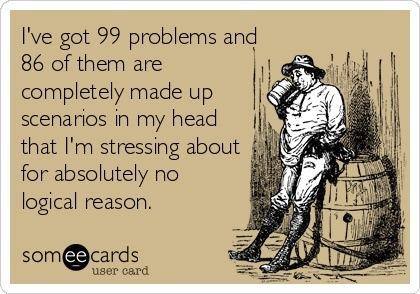 I've got 99 problems and
86 of them are
completely made up
scenarios in my head
that I'm stressing about
for absolutely no
logical reason.
someecards
user card